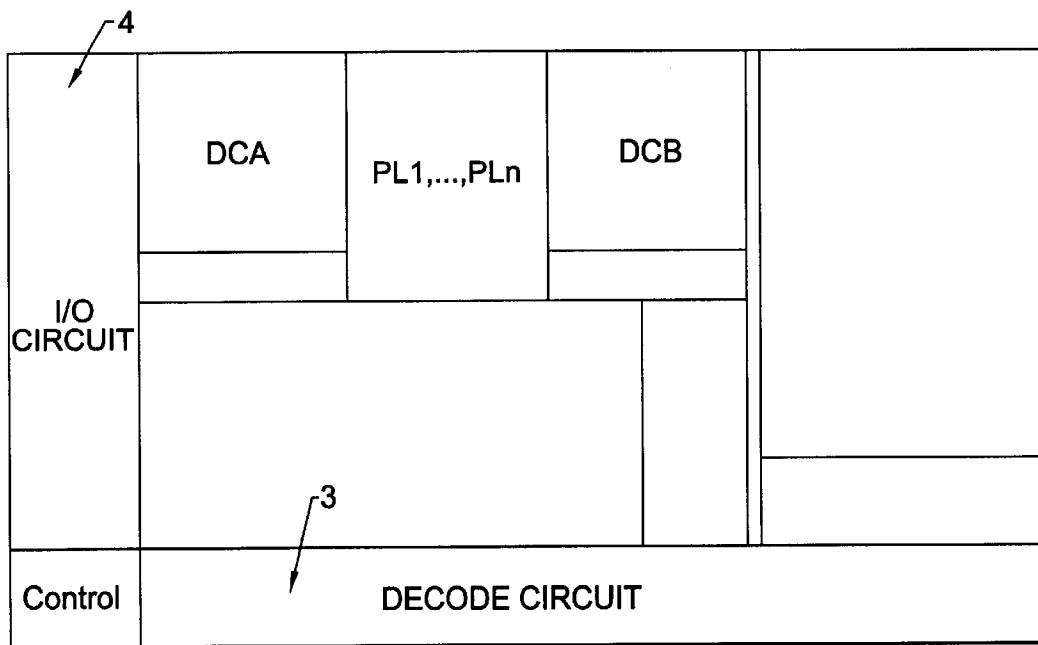 4
DCA
PL1,...,PLn
DCB
I/O
CIRCUIT
3
Control
DECODE CIRCUIT